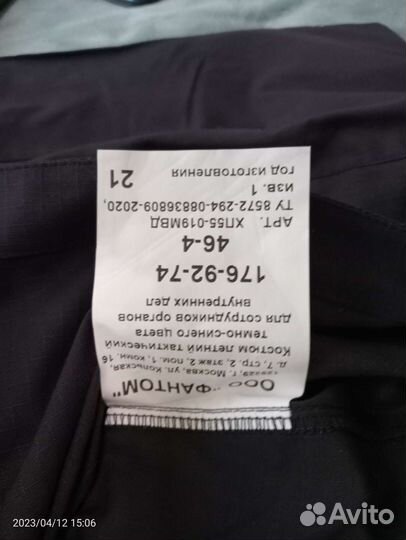 ООО "ФАНТОМ"
129329, г. Москва, ул. Кольская,
д. 7, стр. 2, этаж 2, пом. 1, комн. 16
Костюм летний тактический
темно-синего цвета
для сотрудников органов
внутренних дел
176-92-74
46-4
АРТ. ХП55-019МВД
ТУ 8572-294-08836809-2020,
ИЗВ. 1
год изготовления 21
2023/04/12 15:06
Avito